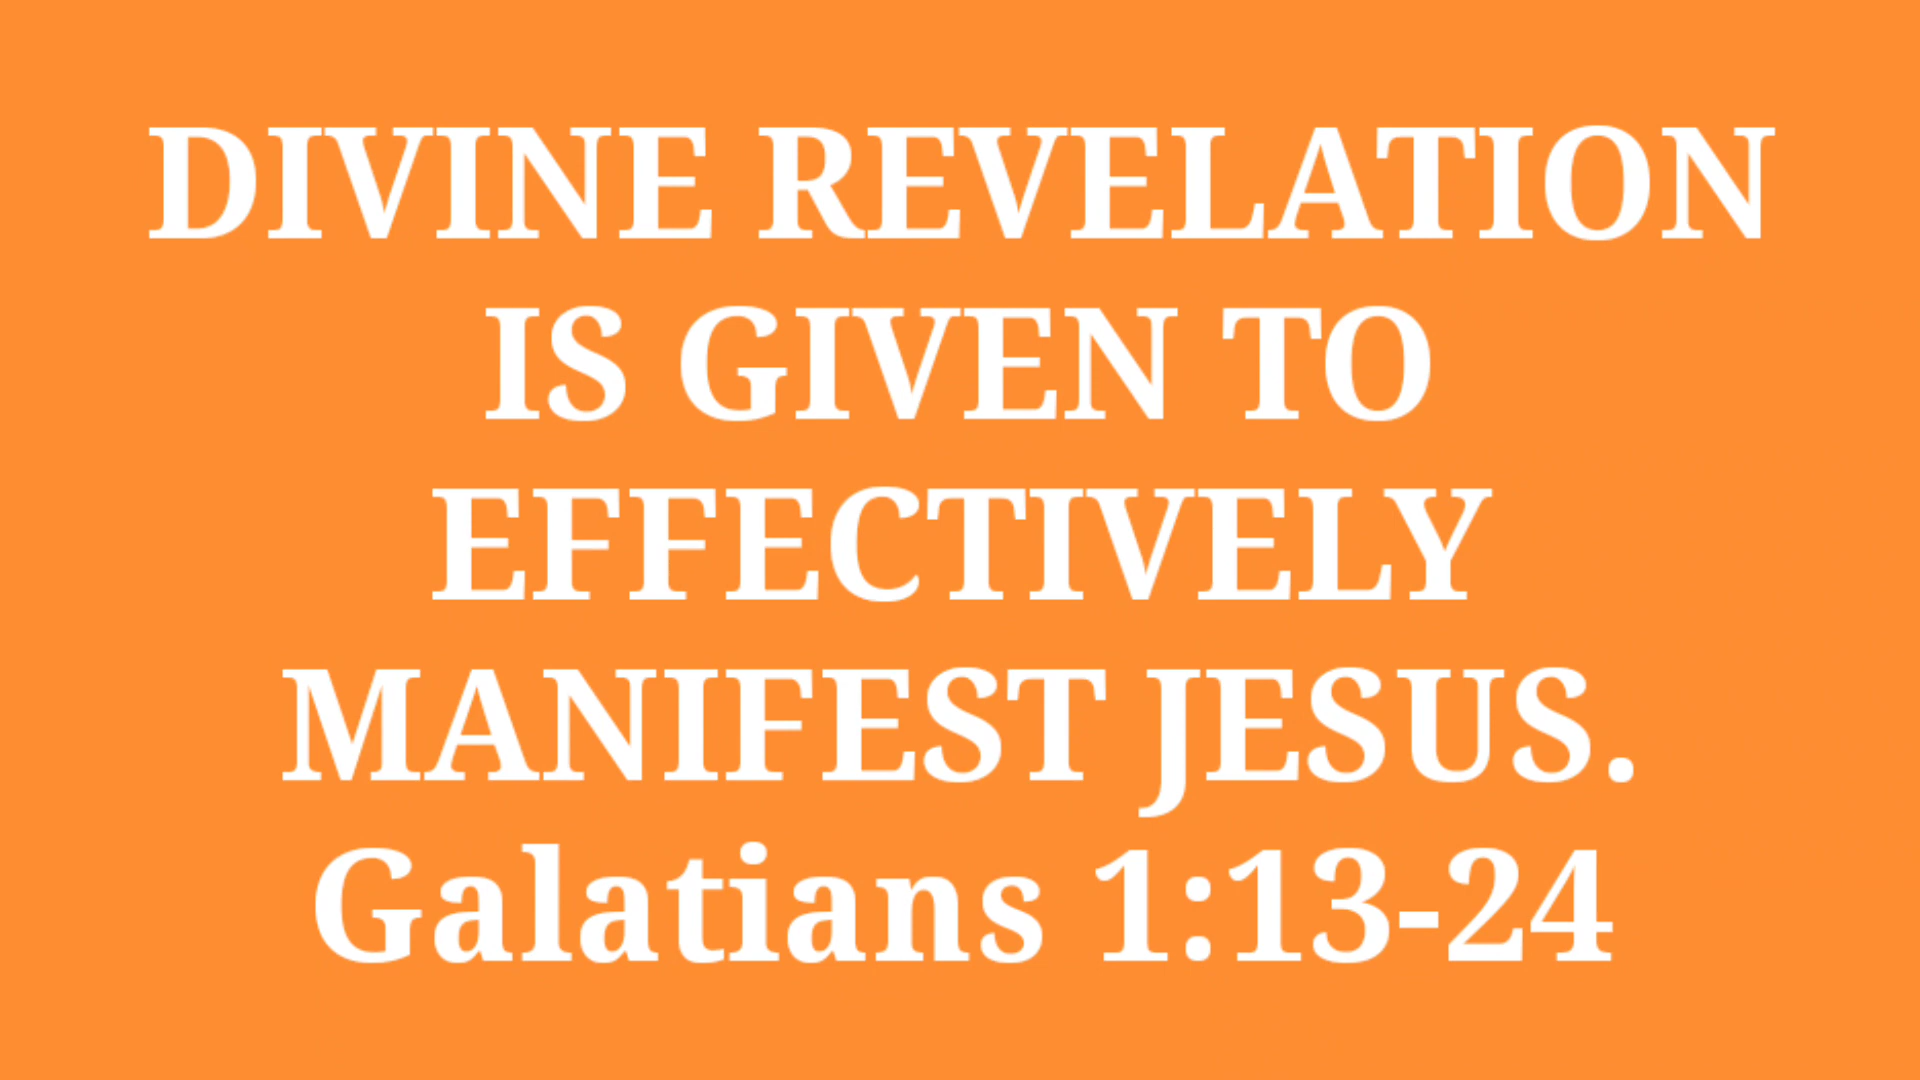 DIVINE REVELATION
IS GIVEN TO
EFFECTIVELY
MANIFEST JESUS.
Galatians 1:13-24